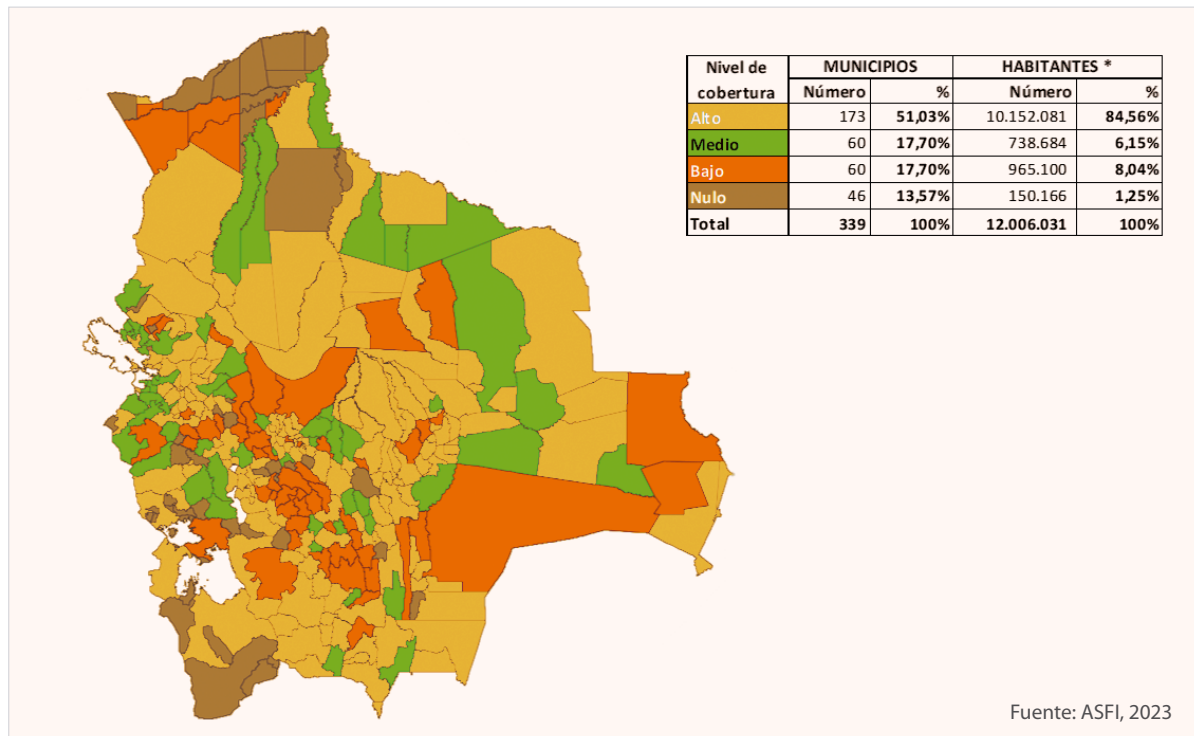 Nivel de cobertura MUNICIPIOS HABITANTES *
Número % Número %
Alto 173 51,03% 10.152.081 84,56%
Medio 60 17,70% 738.684 6,15%
Bajo 60 17,70% 965.100 8,04%
Nulo 46 13,57% 150.166 1,25%
Total 339 100% 12.006.031 100%
Fuente: ASFI, 2023